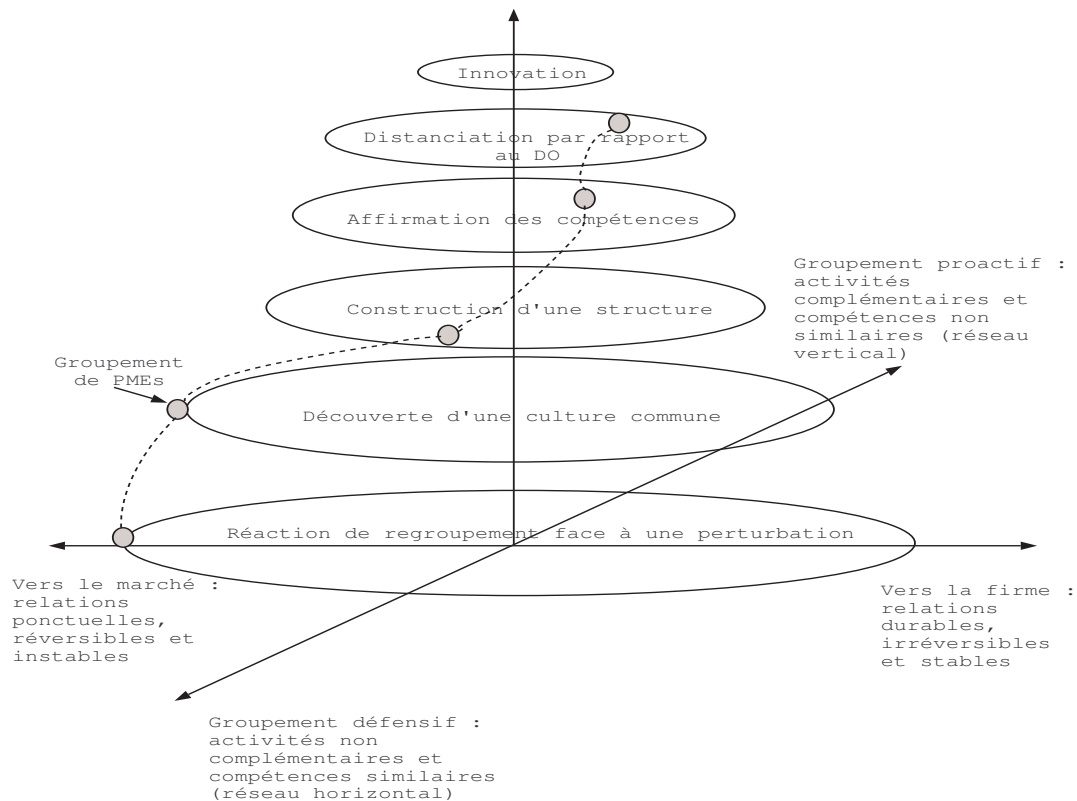 Innovation
Distanciation par rapport
au DO
Affirmation des compétences
Groupement proactif :
activités
complémentaires et
compétences non
similaires (réseau
vertical)
Construction d'une structure
Groupement
de PMEs
Découverte d'une culture commune
Réaction de regroupement face à une perturbation
Vers le marché :
relations
ponctuelles,
réversibles et
instables
Vers la firme :
relations
durables,
irréversibles
et stables
Groupement défensif :
activités non
complémentaires et
compétences similaires
(réseau horizontal)